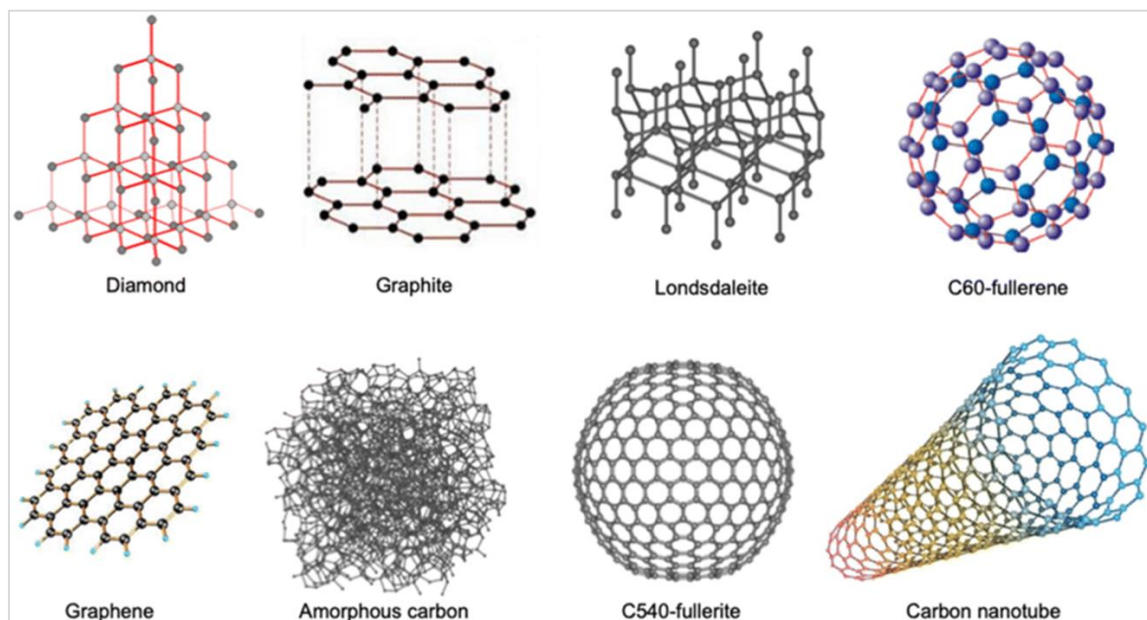 Diamond
Graphite
Londsdaleite
C60-fullerene
Graphene
Amorphous carbon
C540-fullerite
Carbon nanotube